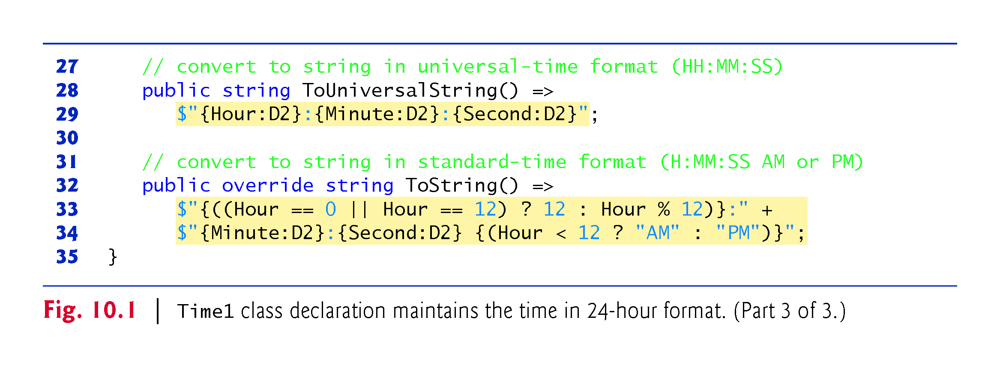 27 // convert to string in universal-time format (HH:MM:SS)
28 public string ToUniversalString() =>
29 $"{Hour:D2}:{Minute:D2}:{Second:D2}";
30
31 // convert to string in standard-time format (H:MM:SS AM or PM)
32 public override string ToString() =>
33 $"{((Hour == 0 || Hour == 12) ? 12 : Hour % 12)}:" +
34 $"{Minute:D2}:{Second:D2} {(Hour < 12 ? "AM" : "PM")}";
35 }
Fig. 10.1 | Time1 class declaration maintains the time in 24-hour format. (Part 3 of 3.)